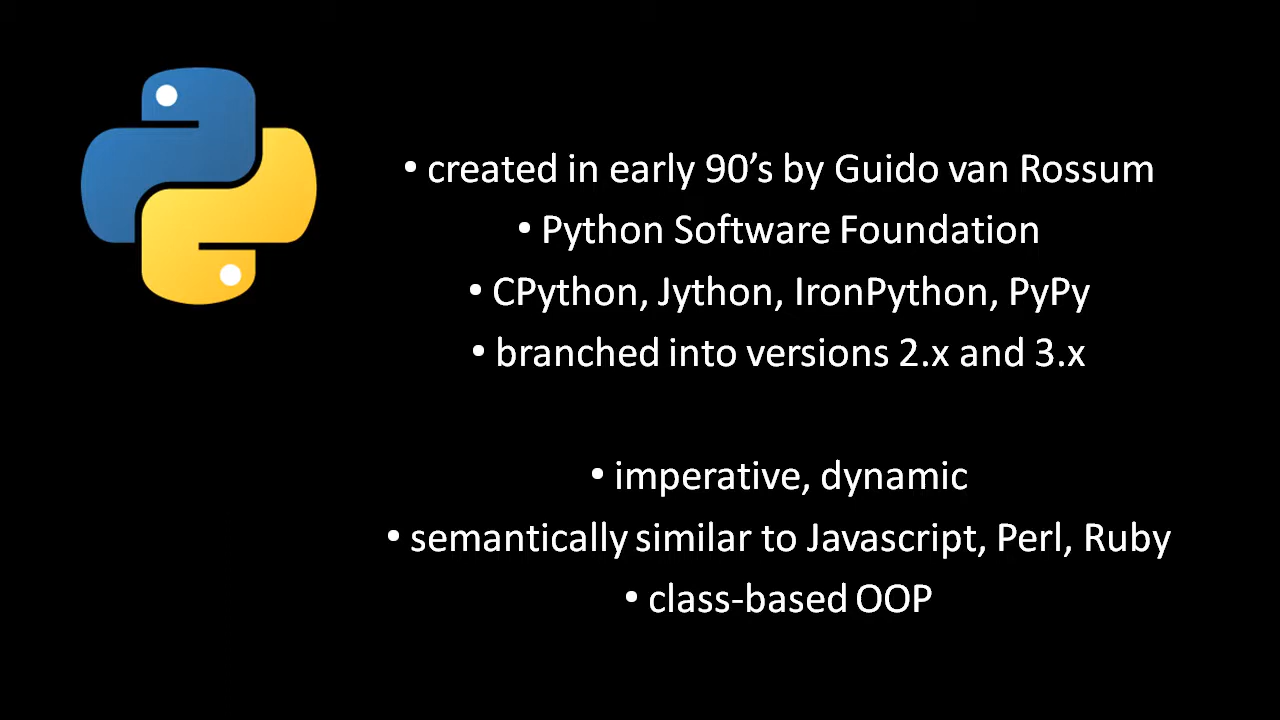 • created in early 90’s by Guido van Rossum
• Python Software Foundation
• CPython, Jython, IronPython, PyPy
• branched into versions 2.x and 3.x
• imperative, dynamic
• semantically similar to Javascript, Perl, Ruby
• class-based OOP